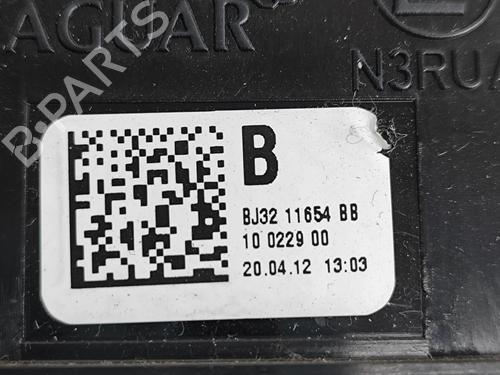 AGUAR
N3RUA
B-PARTS
B
BJ32 11654 BB
10 0229 00
20.04.12 13:03